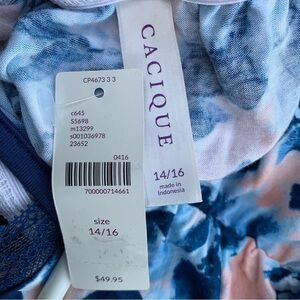 CP4673 3 3
c645
S5698
m13299
s001036978
23652
0416
700000714661
size
14/16
$49.95
CACIQUE
14/16
made in
Indonesia